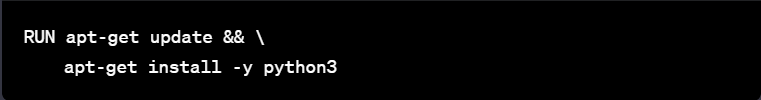 RUN apt-get update && \
    apt-get install -y python3